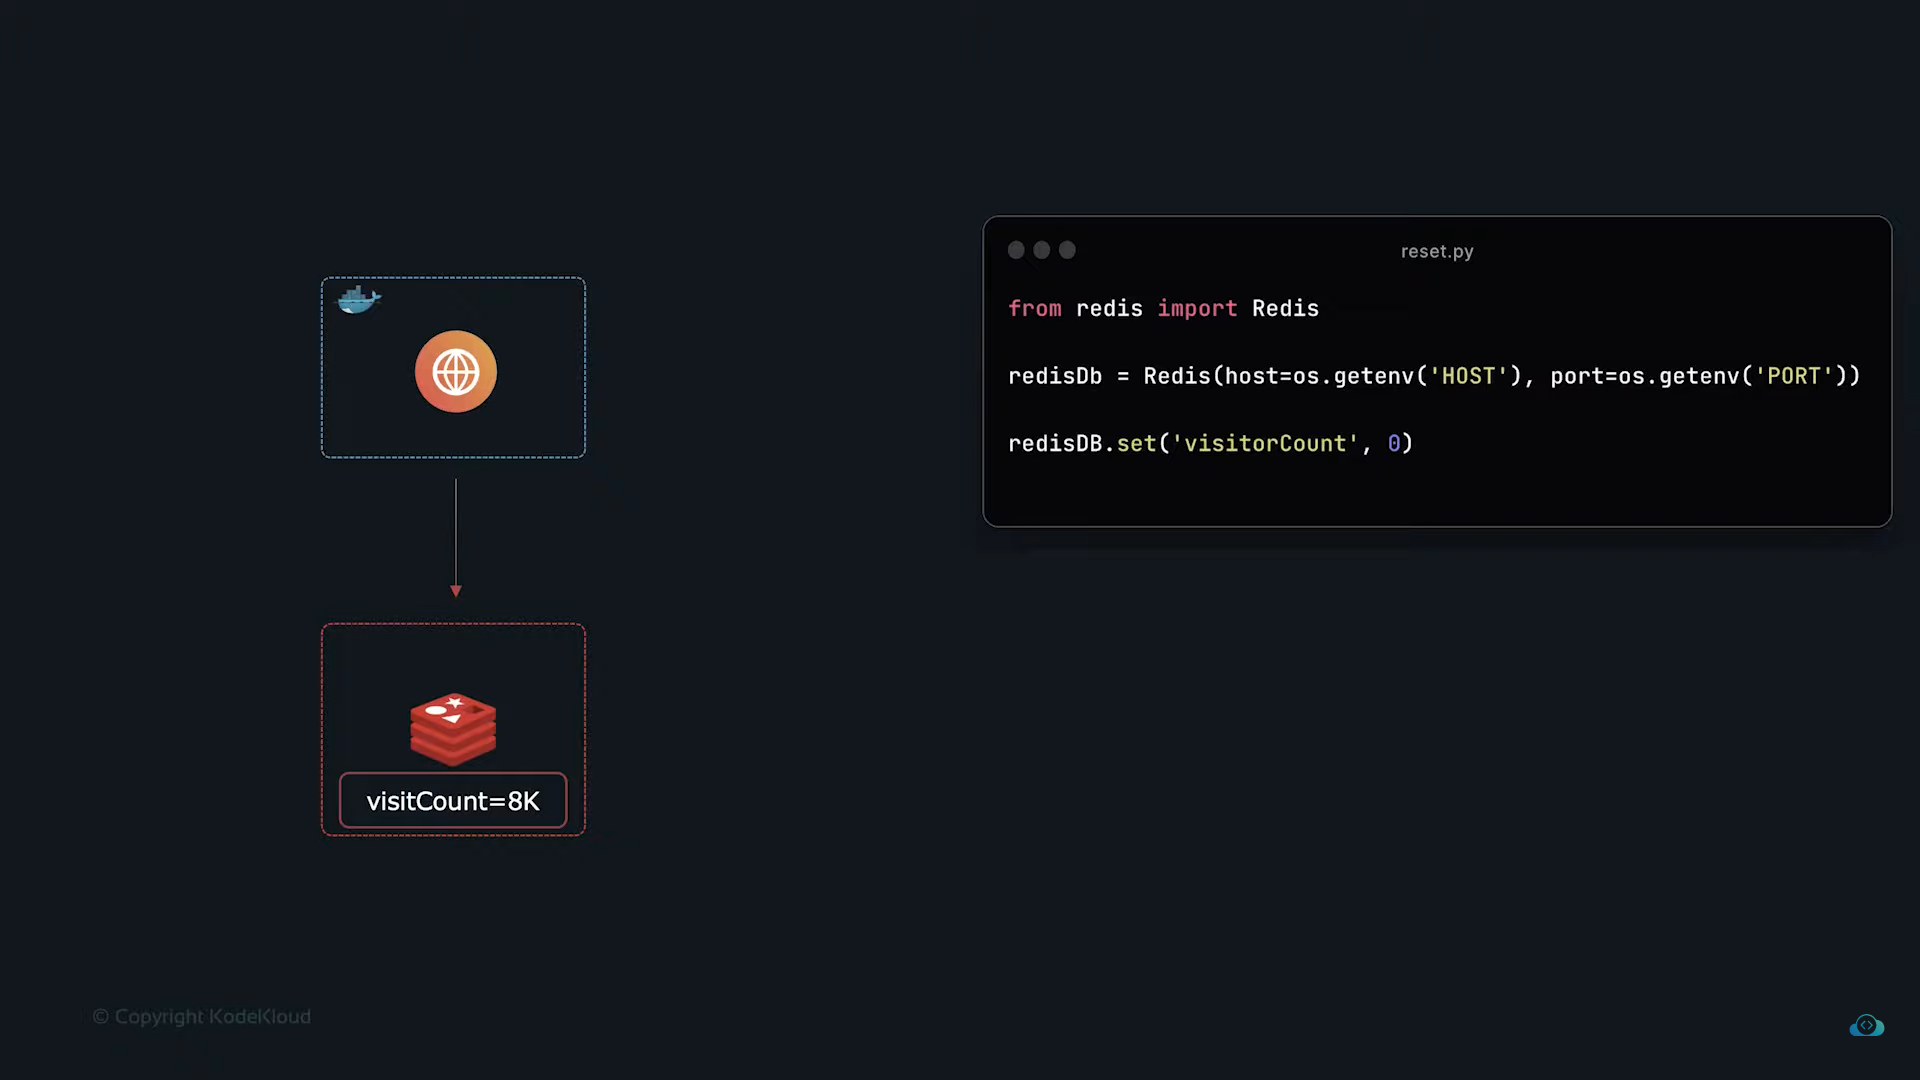 reset.py
from redis import Redis
redisDb = Redis(host=os.getenv('HOST'), port=os.getenv('PORT'))
redisDB.set('visitorCount', 0)
visitCount=8K
© Copyright KodeKloud